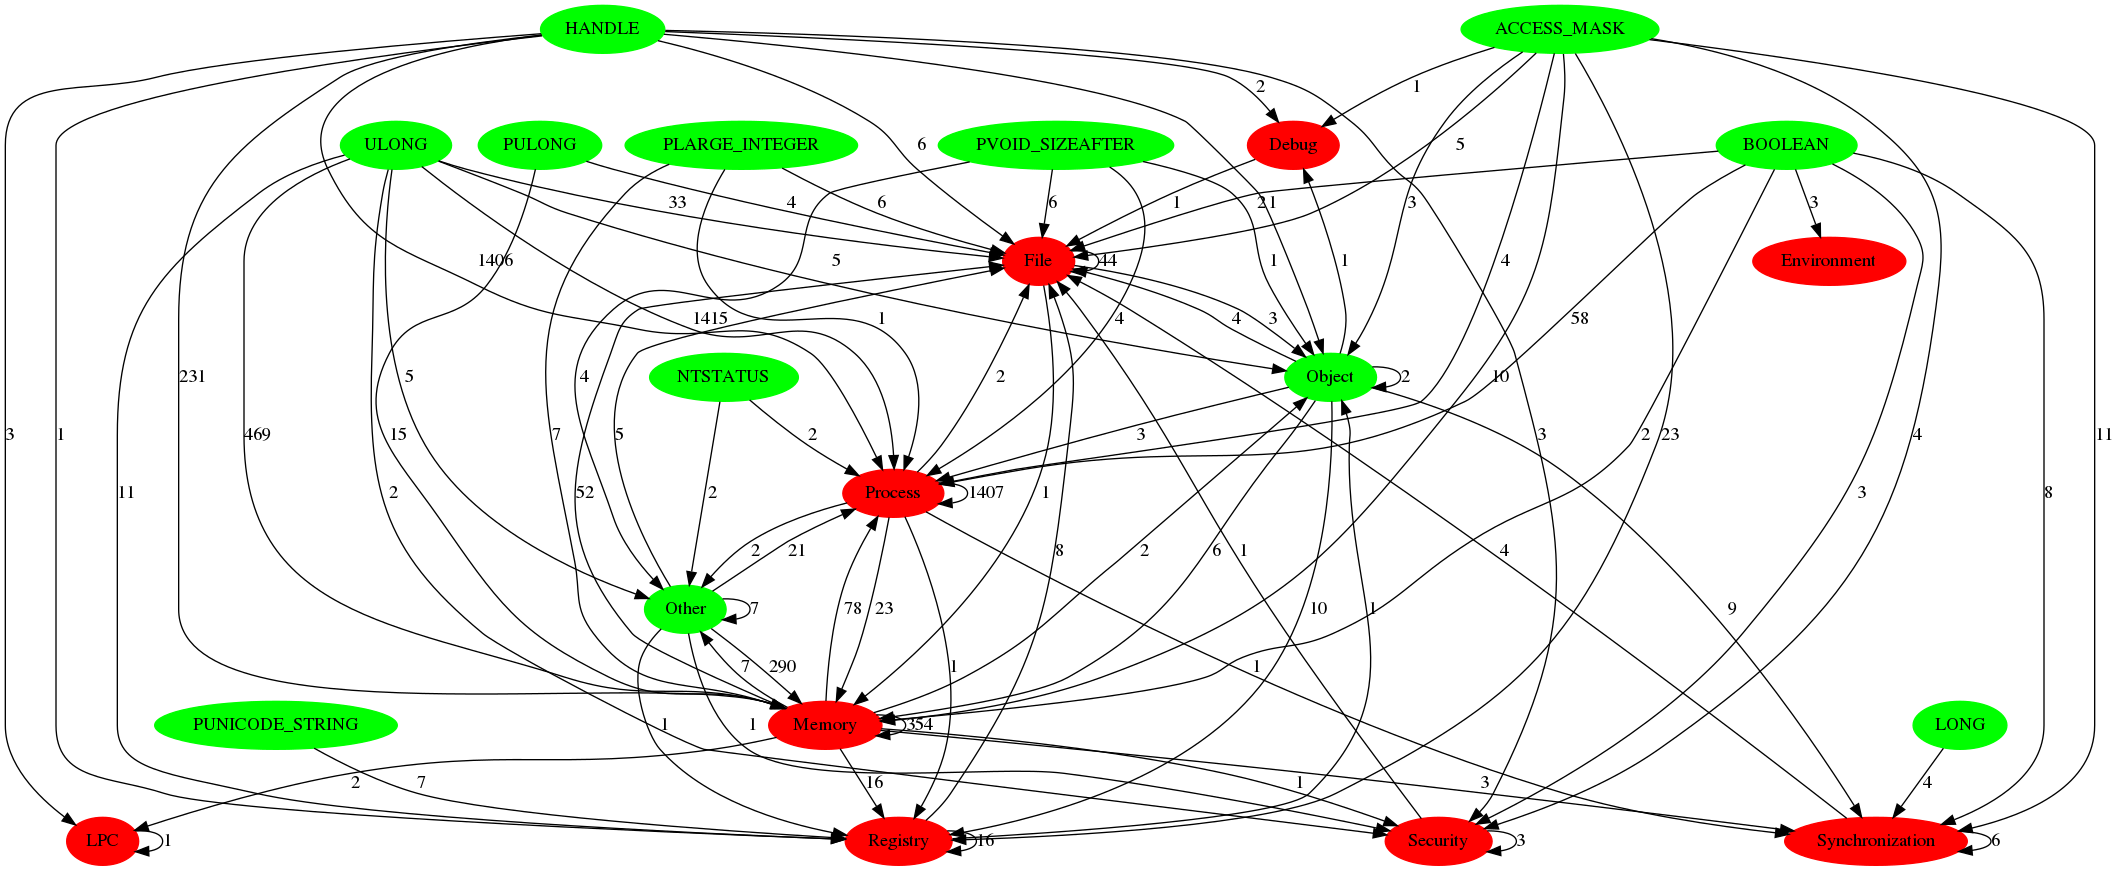 HANDLE ACCESS_MASK
2 1
ULONG PULONG PLARGE_INTEGER 6 PVOID_SIZEAFTER Debug 5 BOOLEAN
33 4 6 6 1 21 3 3
1406 5 File 44 1 1 4 Environment
1415 1 4 4 3 58
231 5 NTSTATUS 4 2 Object 2 10
3 1 469 15 7 5 2 3 3 2 23 4 11
11 2 52 2 Process 1407 1 8 3 8
2 21 78 23 2 6 1 4
Other 7 10 1 9
7 290 1 1
PUNICODE_STRING 1 1 Memory 354 LONG
2 7 16 1 3 4
LPC 1 Registry 16 Security 3 Synchronization 6